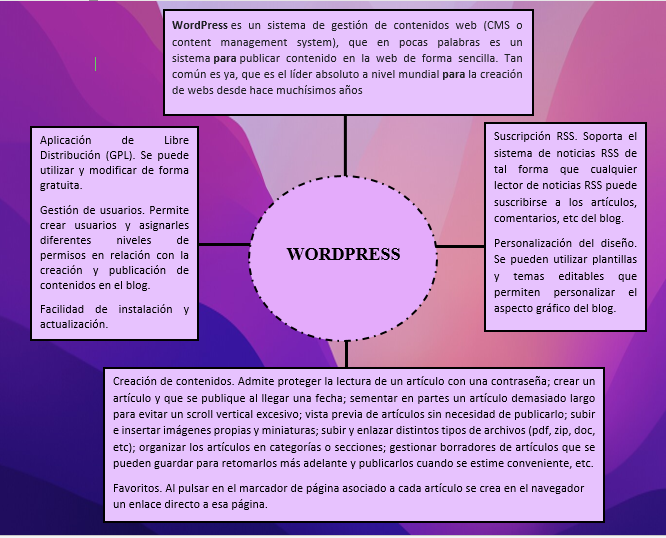 WordPress es un sistema de gestión de contenidos web (CMS o
content management system), que en pocas palabras es un
sistema para publicar contenido en la web de forma sencilla. Tan
común es ya, que es el líder absoluto a nivel mundial para la creación
de webs desde hace muchísimos años
Aplicación de Libre
Distribución (GPL). Se puede
utilizar y modificar de forma
gratuita.
Gestión de usuarios. Permite
crear usuarios y asignarles
diferentes niveles de
permisos en relación con la
creación y publicación de
contenidos en el blog.
Facilidad de instalación y
actualización.
WORDPRESS
Suscripción RSS. Soporta el
sistema de noticias RSS de
tal forma que cualquier
lector de noticias RSS puede
suscribirse a los artículos,
comentarios, etc del blog.
Personalización del diseño.
Se pueden utilizar plantillas
y temas editables que
permiten personalizar el
aspecto gráfico del blog.
Creación de contenidos. Admite proteger la lectura de un artículo con una contraseña; crear un
artículo y que se publique al llegar una fecha; sementar en partes un artículo demasiado largo
para evitar un scroll vertical excesivo; vista previa de artículos sin necesidad de publicarlo; subir
e insertar imágenes propias y miniaturas; subir y enlazar distintos tipos de archivos (pdf, zip, doc,
etc); organizar los artículos en categorías o secciones; gestionar borradores de artículos que se
pueden guardar para retomarlos más adelante y publicarlos cuando se estime conveniente, etc.
Favoritos. Al pulsar en el marcador de página asociado a cada artículo se crea en el navegador
un enlace directo a esa página.